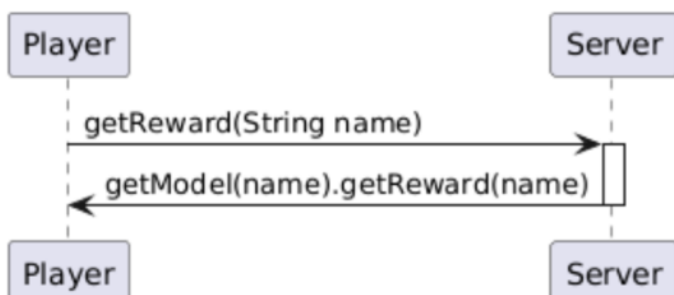 Player
Server
getReward(String name)
getModel(name).getReward(name)
Player
Server